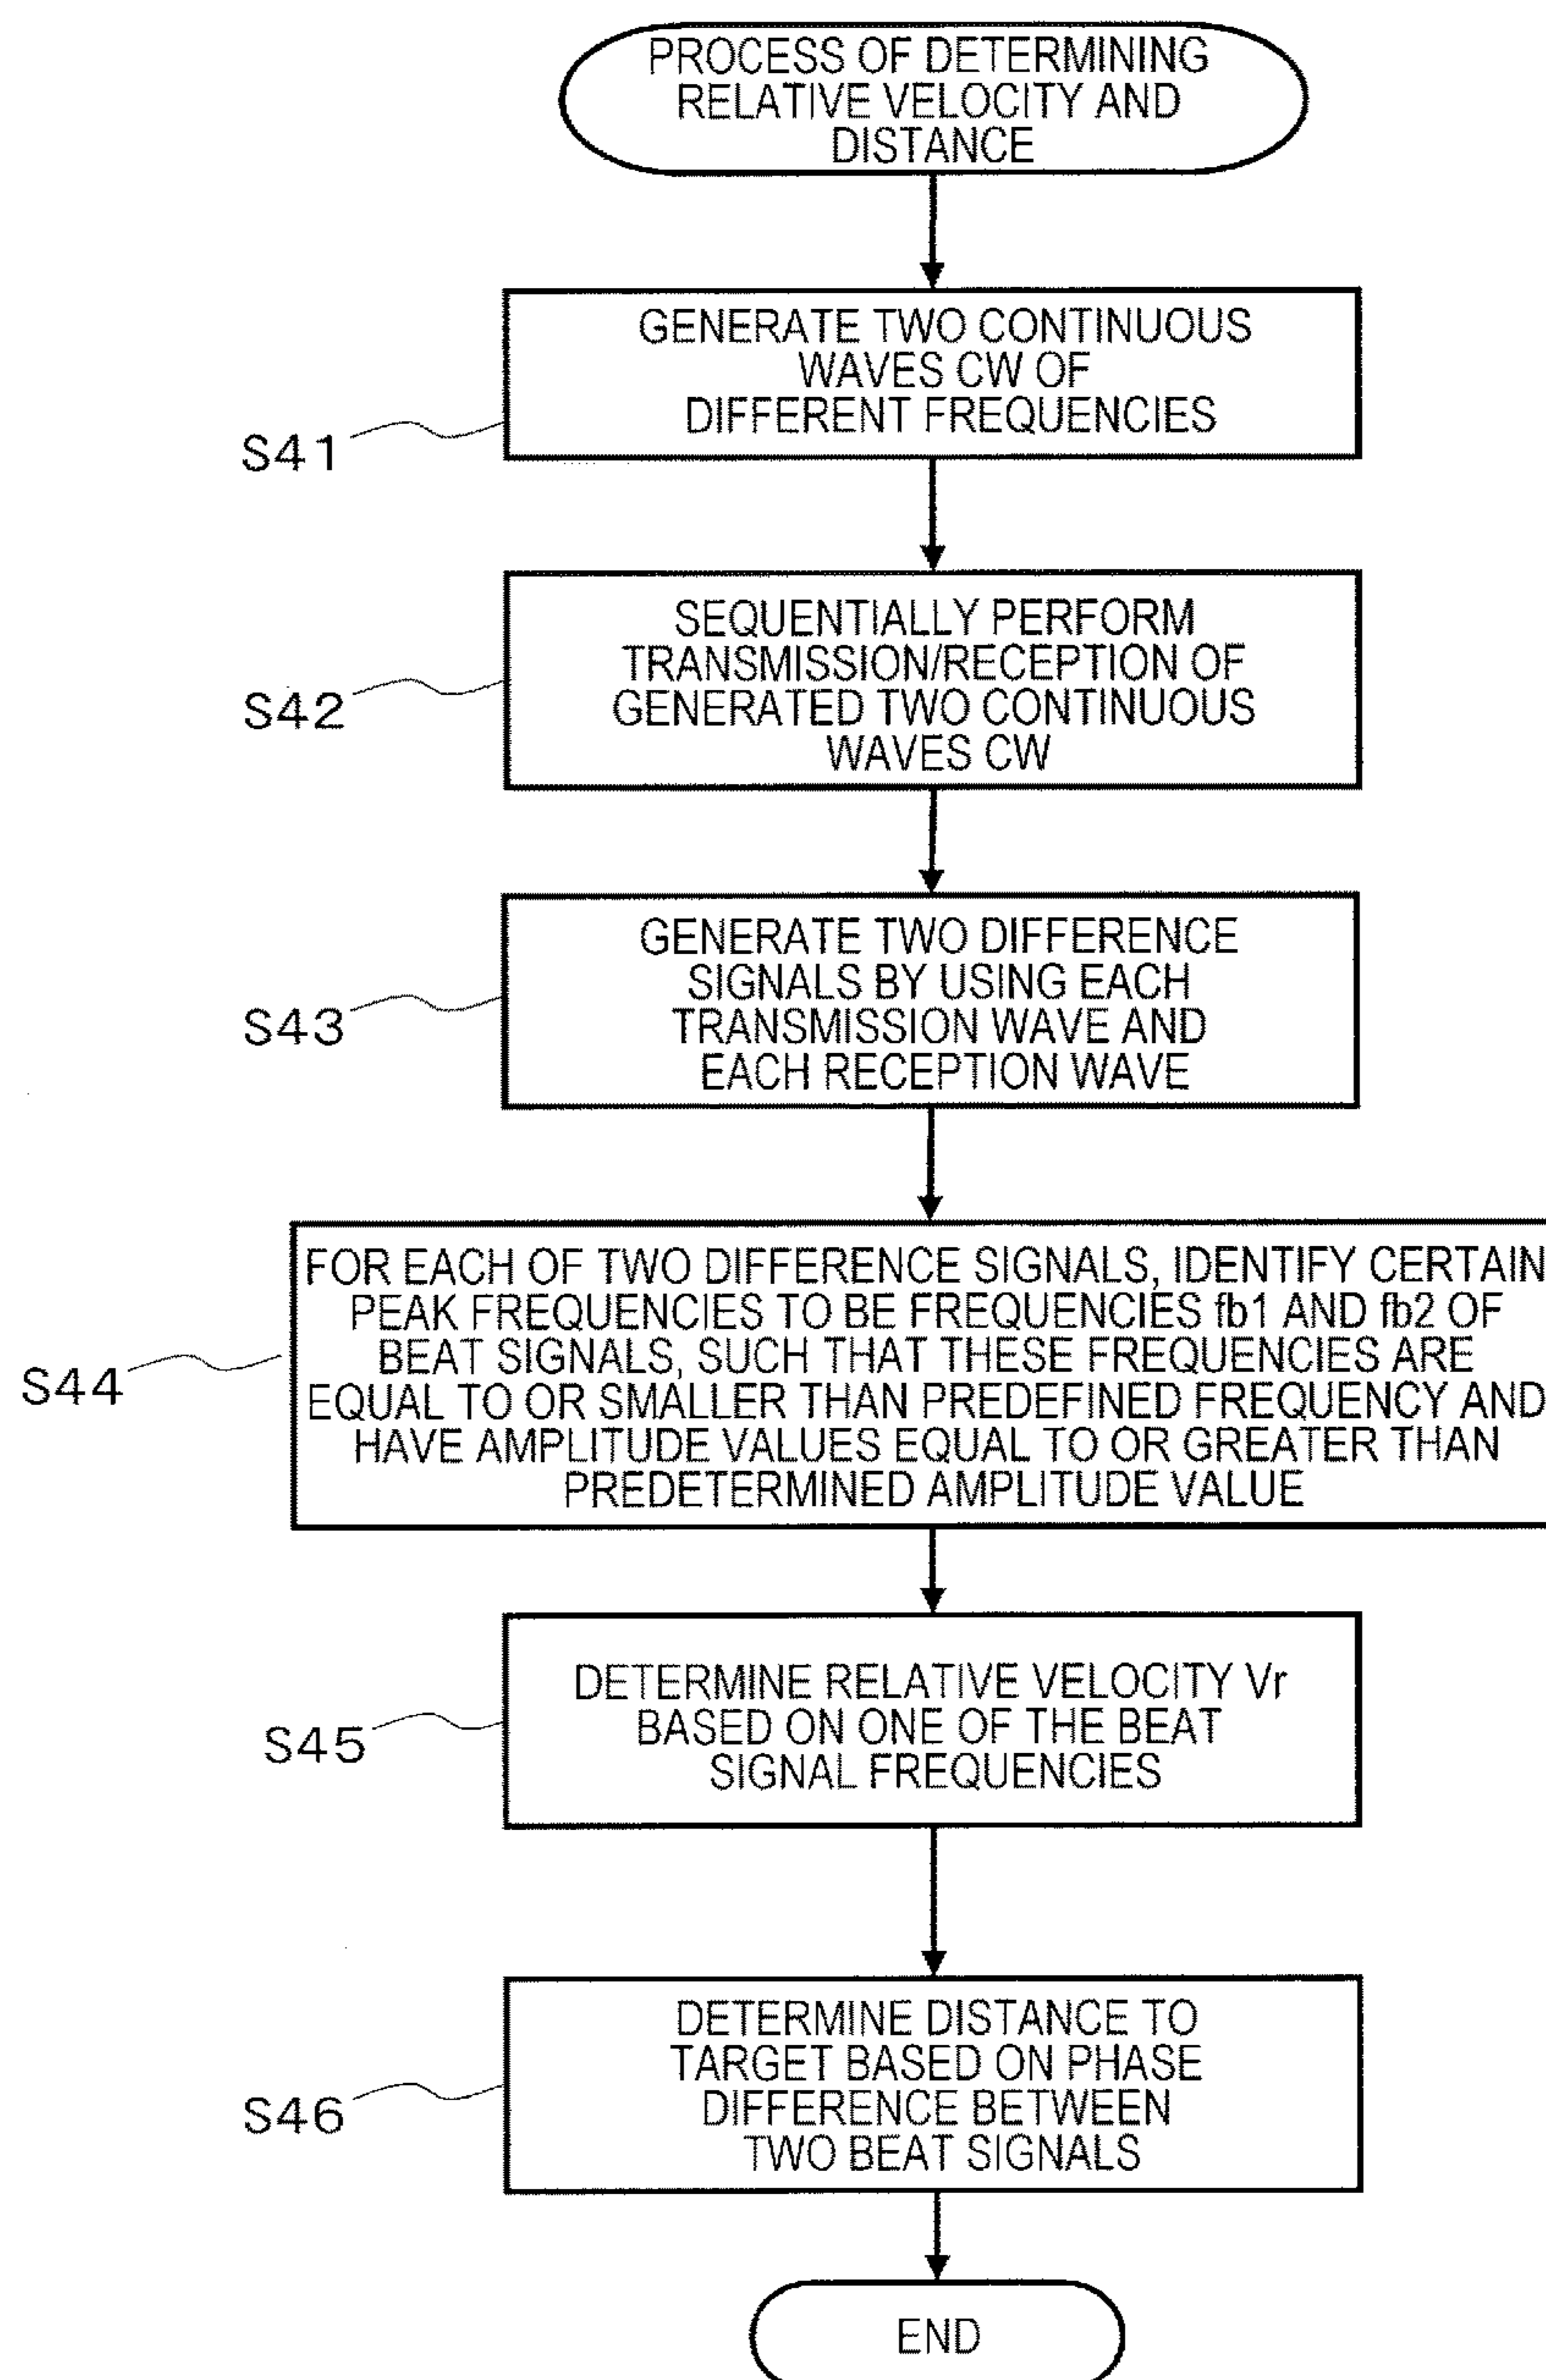 PROCESS OF DETERMINING
RELATIVE VELOCITY AND
DISTANCE
GENERATE TWO CONTINUOUS
WAVES CW OF
DIFFERENT FREQUENCIES
S41
SEQUENTIALLY PERFORM
TRANSMISSION/RECEPTION OF
GENERATED TWO CONTINUOUS
WAVES CW
S42
GENERATE TWO DIFFERENCE
SIGNALS BY USING EACH
TRANSMISSION WAVE AND
EACH RECEPTION WAVE
S43
FOR EACH OF TWO DIFFERENCE SIGNALS, IDENTIFY CERTAIN
PEAK FREQUENCIES TO BE FREQUENCIES fb1 AND fb2 OF
BEAT SIGNALS, SUCH THAT THESE FREQUENCIES ARE
EQUAL TO OR SMALLER THAN PREDEFINED FREQUENCY AND
HAVE AMPLITUDE VALUES EQUAL TO OR GREATER THAN
PREDETERMINED AMPLITUDE VALUE
S44
DETERMINE RELATIVE VELOCITY Vr
BASED ON ONE OF THE BEAT
SIGNAL FREQUENCIES
S45
DETERMINE DISTANCE TO
TARGET BASED ON PHASE
DIFFERENCE BETWEEN
TWO BEAT SIGNALS
S46
END